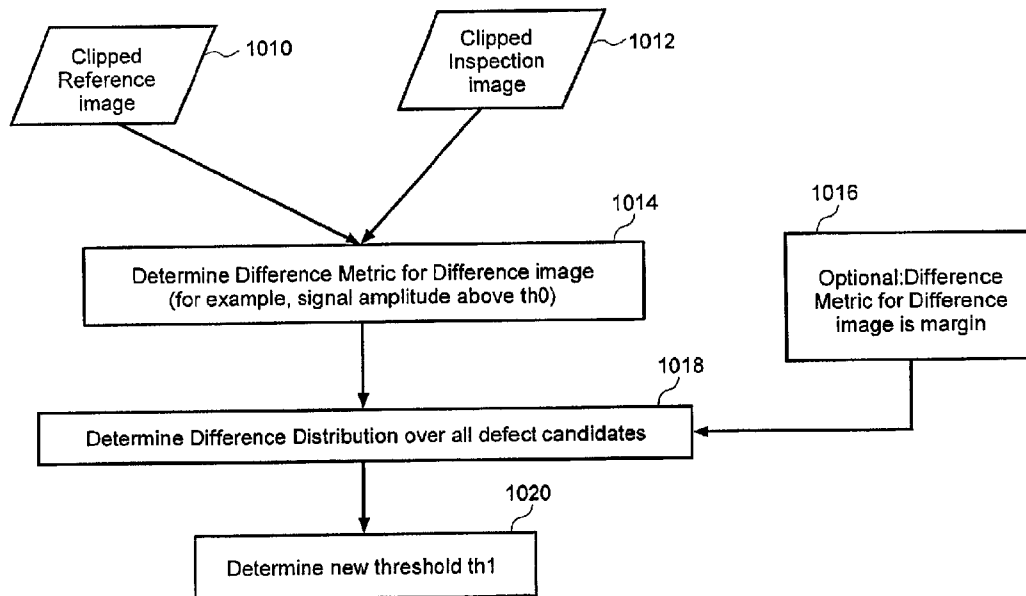 Clipped
Reference
image
1010
Clipped
Inspection
image
1012
1014
Determine Difference Metric for Difference image
(for example, signal amplitude above th0)
1016
Optional:Difference
Metric for Difference
image is margin
1018
Determine Difference Distribution over all defect candidates
1020
Determine new threshold th1